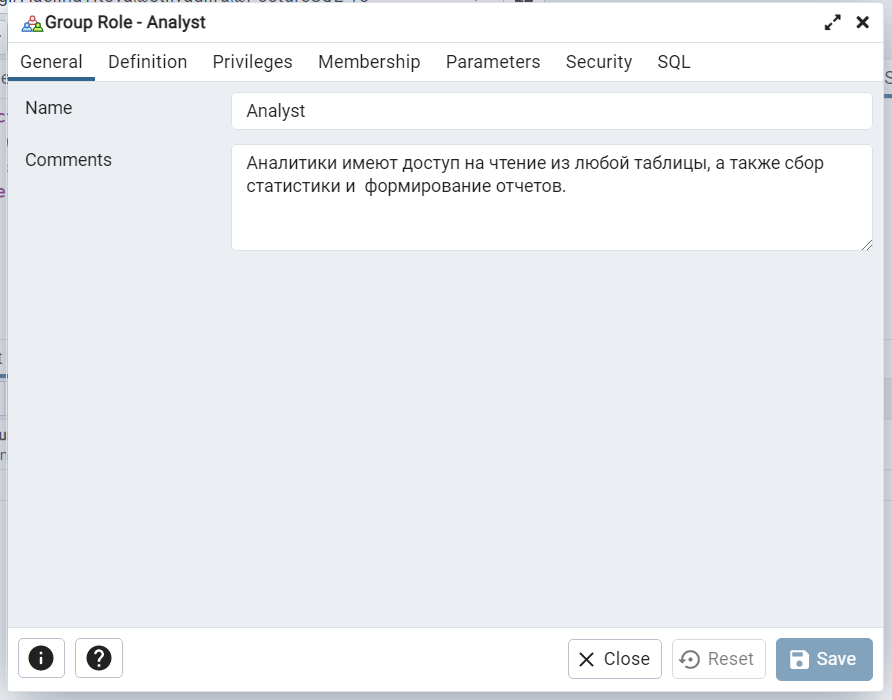 Group Role - Analyst
General Definition Privileges Membership Parameters Security SQL
Name
Analyst
Comments
Аналитики имеют доступ на чтение из любой таблицы, а также сбор
статистики и формирование отчетов.
Close Reset Save